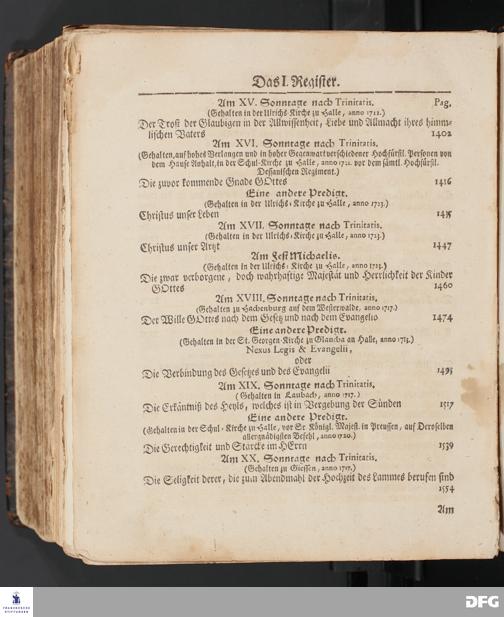 Das I. Register.
Am XV. Sonntage nach Trinitatis. Pag.
(Gehalten in der Ulrichs-Kirche zu Halle, anno 1722.)
Der Trost der Glaubigen in der Allwissenheit, Liebe und Allmacht ihres himm-
lischen Vaters 1402
Am XVI. Sonntage nach Trinitatis.
(Gehalten, auf hohes Verlangen und in hoher Gegenwart verschiedener Hochfürstl. Personen von
dem Hause Anhalt, in der Schul-Kirche zu Halle, anno vor dem sämtl. Hochfürstl.
Dessauischen Regiment.)
Die zuvor kommende Gnade GOttes 1416
Eine andere Predigt.
(Gehalten in der Ulrichs-Kirche zu Halle, anno 1723.)
Christus unser Leben 1435
Am XVII. Sonntage nach Trinitatis.
(Gehalten in der Ulrichs-Kirche zu Halle, anno 1723.)
Christus unser Artzt 1447
Am Fest Michaelis.
(Gehalten in der Ulrichs-Kirche zu Halle, anno 1723.)
Die zwar verborgene, doch wahrhaftige Majestät und Herrlichkeit der Kinder
GOttes 1460
Am XVIII. Sonntage nach Trinitatis.
(Gehalten zu Hachenburg auf dem Westerwalde, anno 1717.)
Der Wille GOttes nach dem Gesetz und nach dem Evangelio 1474
Eine andere Predigt.
(Gehalten in der St. Georgen-Kirche zu Glaucha an Halle, anno 1715.)
Nexus Legis & Evangelii,
oder
Die Verbindung des Gesetzes und des Evangelii 1495
Am XIX. Sonntage nach Trinitatis.
(Gehalten in Laubach, anno 1717.)
Die Erkäntniß des Heyls, welches ist in Vergebung der Sünden 1517
Eine andere Predigt.
(Gehalten in der Schul-Kirche zu Halle, vor Sr. Königl. Majest. in Preussen, auf Deroselben
allergnädigsten Befehl, anno 1720.)
Die Gerechtigkeit und Stärcke im HErrn 1539
Am XX. Sonntage nach Trinitatis.
(Gehalten zu Giessen, anno 1717.)
Die Seligkeit derer, die zum Abendmahl der Hochzeit des Lammes berufen sind
1554
Am
FRANCKESCHE
STIFTUNGEN
DFG